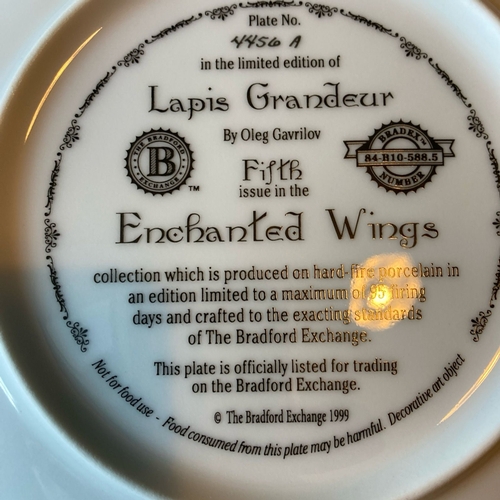 Plate No.
4456 A
in the limited edition of
Lapis Grandeur
By Oleg Gavrilov
THE BRADFORD
B
EXCHANGE
TM
Fifth
issue in the
BRADEX™
84-B10-588.5
NUMBER
Enchanted Wings
collection which is produced on hard-fire porcelain in
an edition limited to a maximum of 95 firing
days and crafted to the exacting standards
of The Bradford Exchange.
This plate is officially listed for trading
on the Bradford Exchange.
© The Bradford Exchange 1999
Not for food use - Food consumed from this plate may be harmful. Decorative art object